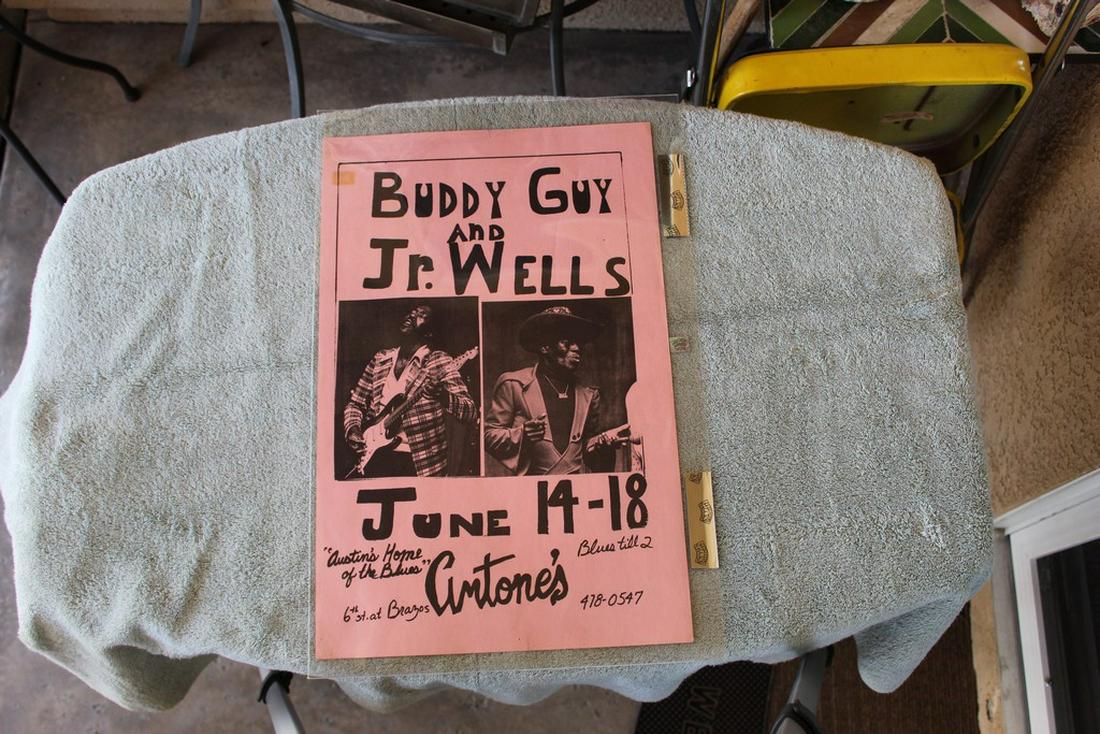 BUDDY GUY
AND
Jr. WELLS
JUNE 14-18
"Austin's Home
of the Blues"
Antone's
Blues till 2
6th st. at Brazos
478-0547